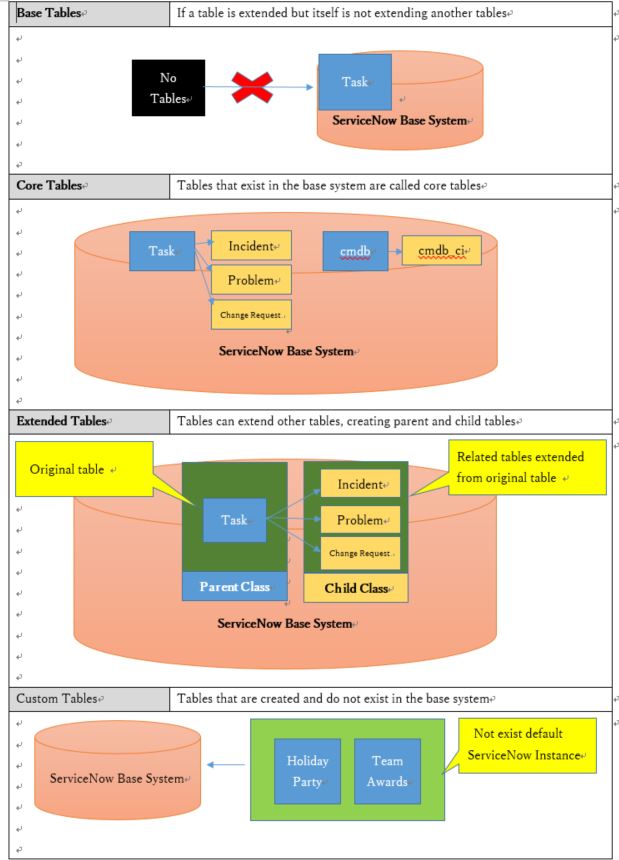 Base Tables
If a table is extended but itself is not extending another tables
No
Tables
Task
ServiceNow Base System
Core Tables
Tables that exist in the base system are called core tables
Task
Incident
Problem
Change Request
cmdb
cmdb_ci
ServiceNow Base System
Extended Tables
Tables can extend other tables, creating parent and child tables
Original table
Related tables extended
from original table
Task
Incident
Problem
Change Request
Parent Class
Child Class
ServiceNow Base System
Custom Tables
Tables that are created and do not exist in the base system
ServiceNow Base System
Holiday
Party
Team
Awards
Not exist default
ServiceNow Instance